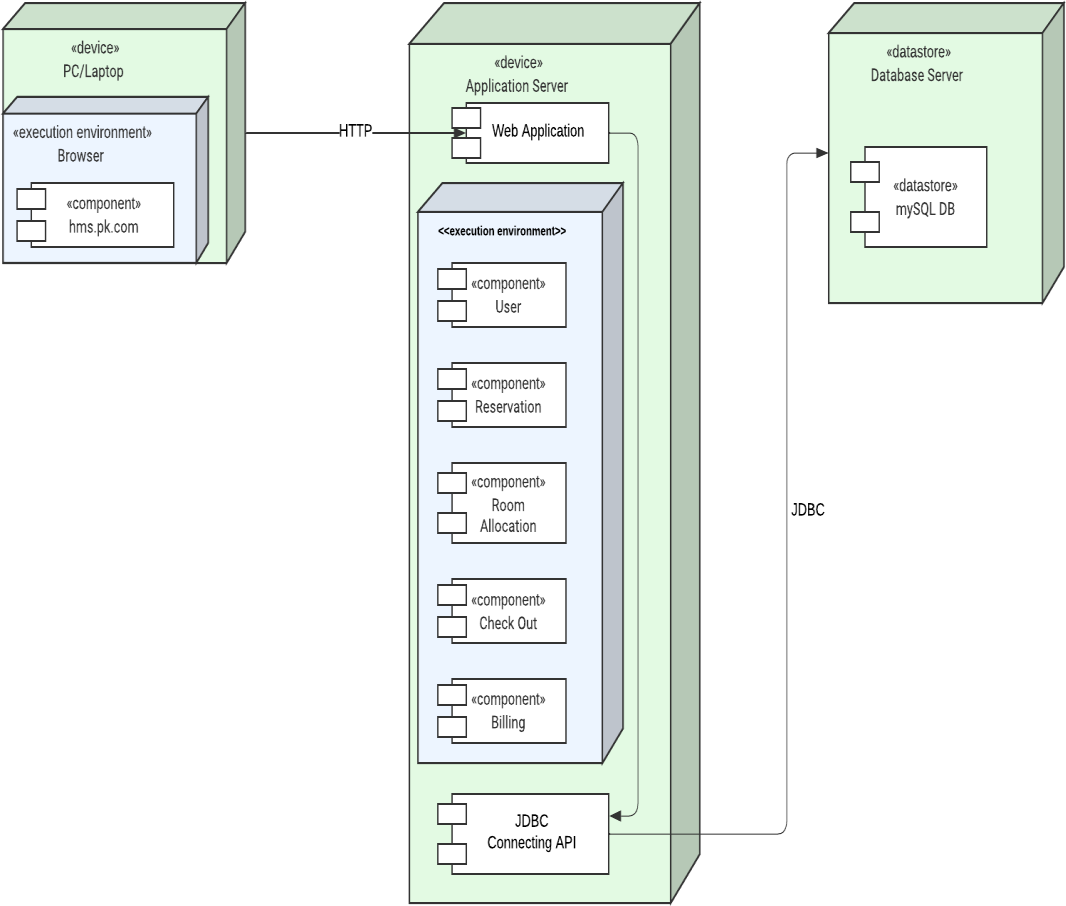 «device»
PC/Laptop
«execution environment»
Browser
«component»
hms.pk.com
HTTP
«device»
Application Server
Web Application
<<execution environment>>
«component»
User
«component»
Reservation
«component»
Room
Allocation
«component»
Check Out
«component»
Billing
JDBC
Connecting API
JDBC
«datastore»
Database Server
«datastore»
mySQL DB